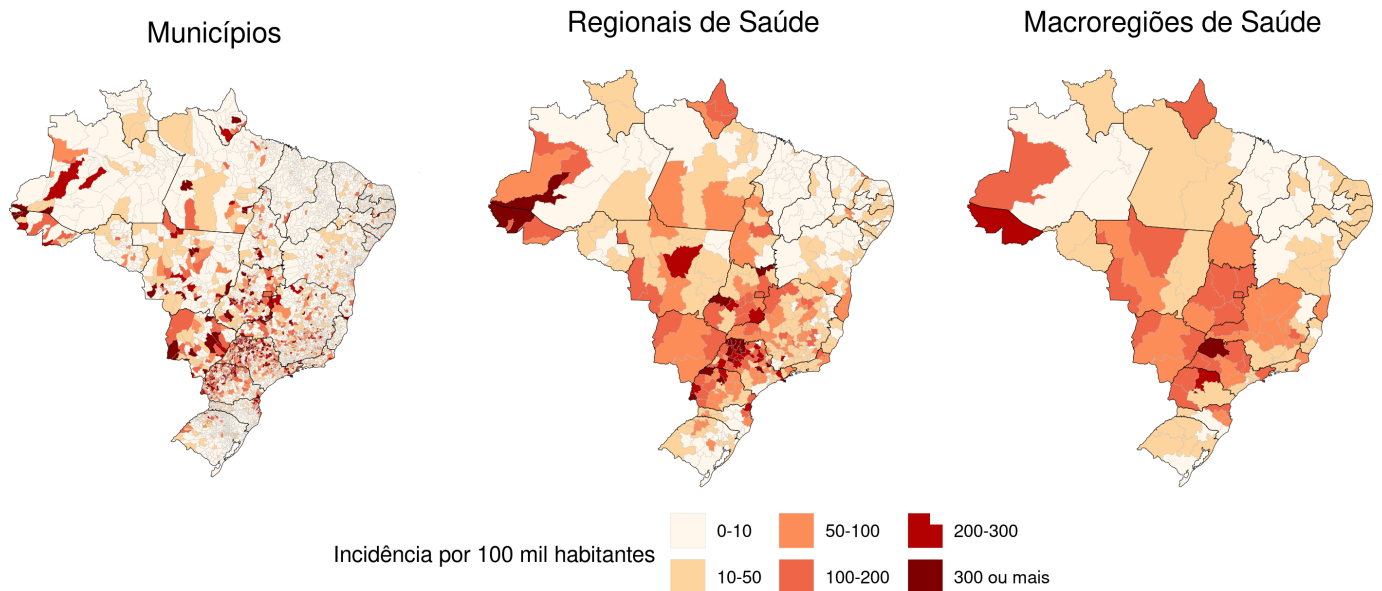 Municípios
Regionais de Saúde
Macroregiões de Saúde
Incidência por 100 mil habitantes
0-10
50-100
200-300
10-50
100-200
300 ou mais